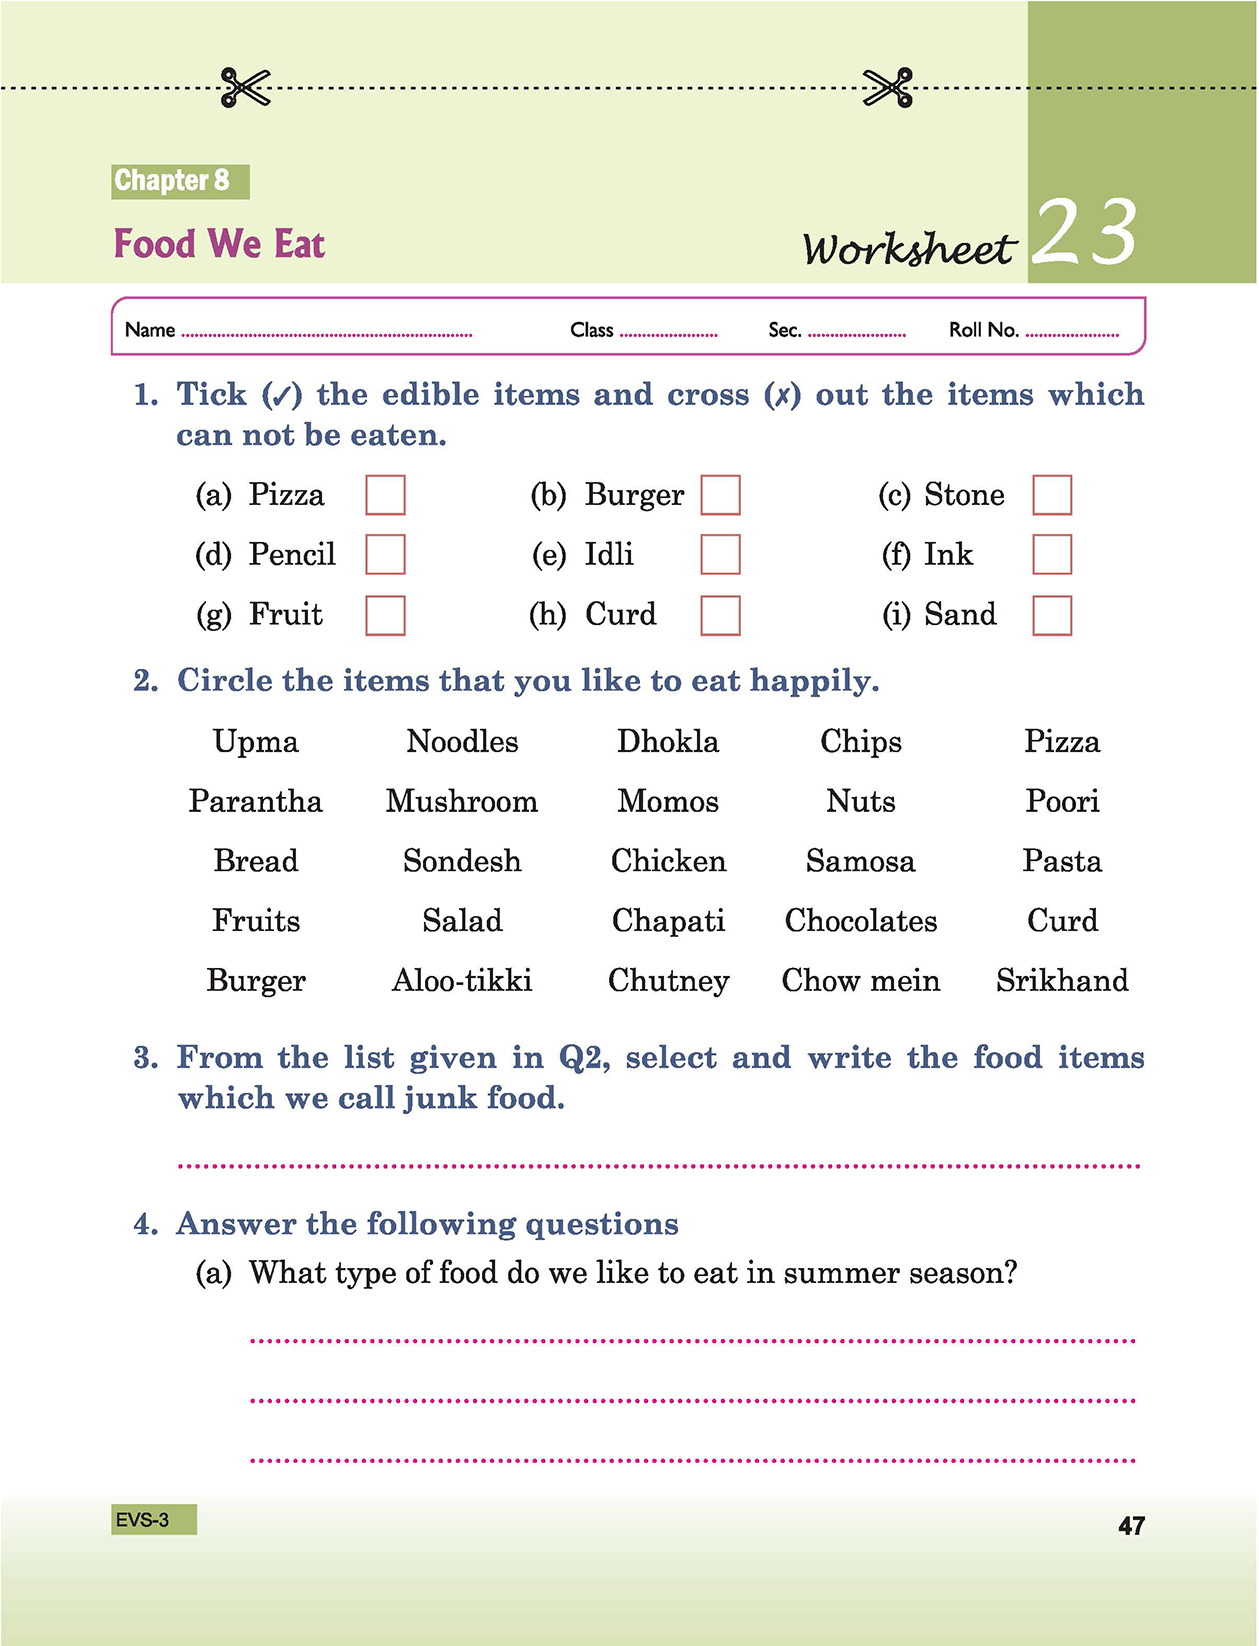 Chapter 8
Food We Eat
Worksheet 23
Name Class Sec. Roll No.
1. Tick (✓) the edible items and cross (✗) out the items which
can not be eaten.
(a) Pizza (b) Burger (c) Stone
(d) Pencil (e) Idli (f) Ink
(g) Fruit (h) Curd (i) Sand
2. Circle the items that you like to eat happily.
Upma Noodles Dhokla Chips Pizza
Parantha Mushroom Momos Nuts Poori
Bread Sondesh Chicken Samosa Pasta
Fruits Salad Chapati Chocolates Curd
Burger Aloo-tikki Chutney Chow mein Srikhand
3. From the list given in Q2, select and write the food items
which we call junk food.
4. Answer the following questions
(a) What type of food do we like to eat in summer season?
EVS-3 47